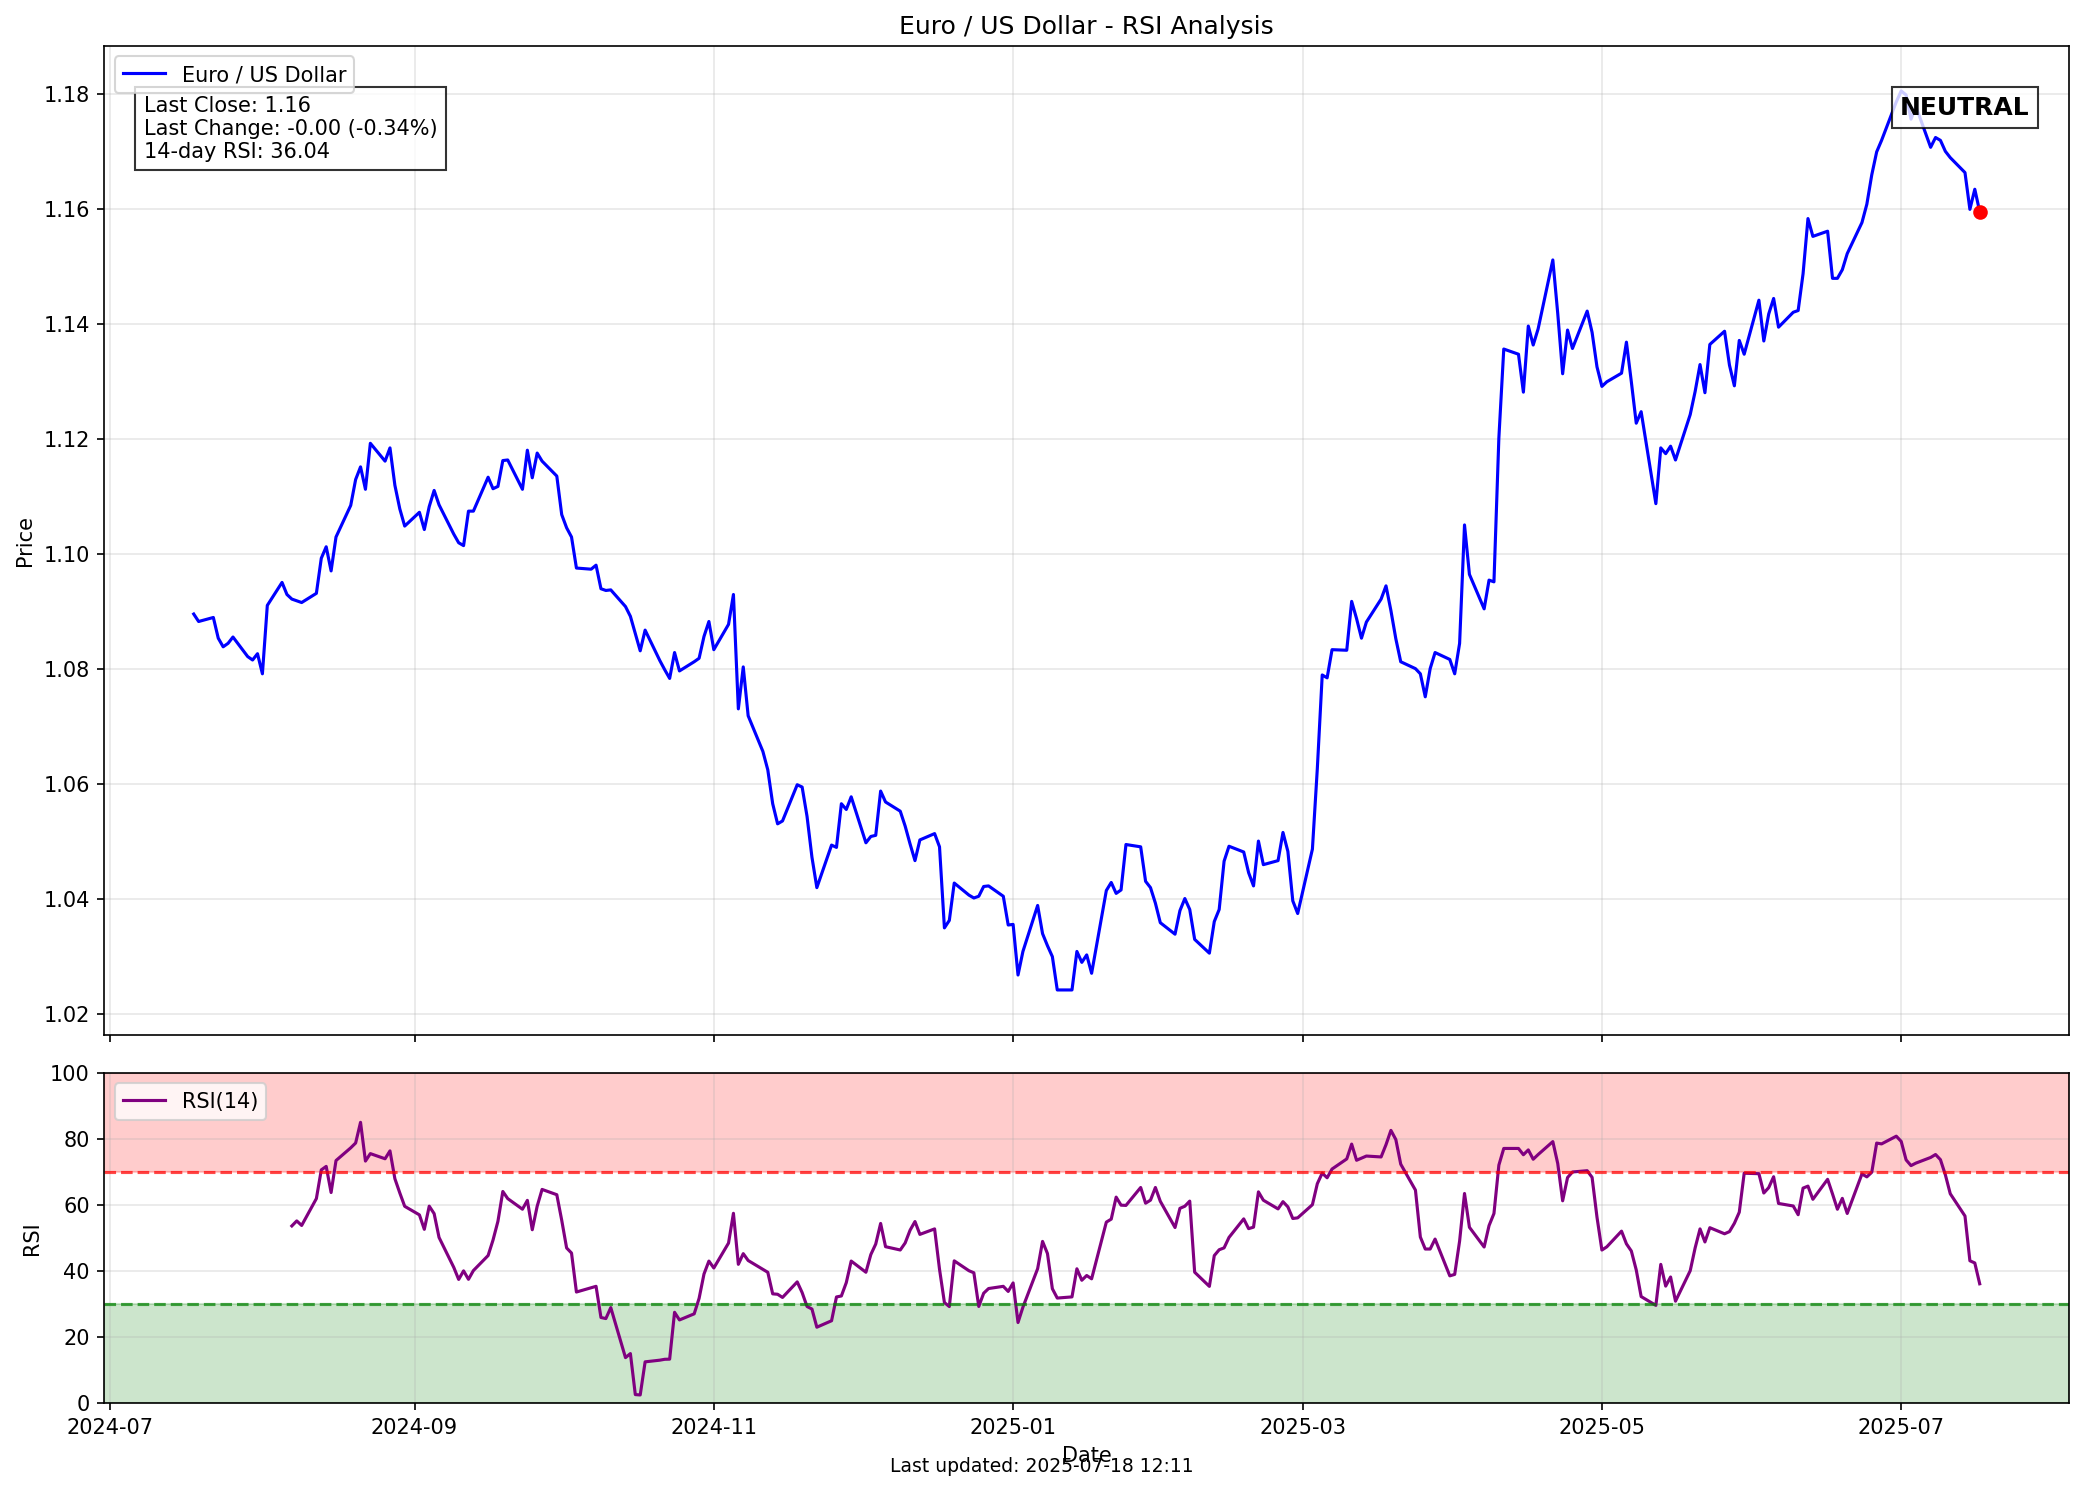 Euro / US Dollar - RSI Analysis
Euro / US Dollar
Last Close: 1.16
Last Change: -0.00 (-0.34%)
14-day RSI: 36.04
NEUTRAL
1.18
1.16
1.14
1.12
1.10
1.08
1.06
1.04
1.02
Price
RSI(14)
100
80
60
40
20
0
RSI
2024-07
2024-09
2024-11
2025-01
2025-03
2025-05
2025-07
Date
Last updated: 2025-07-18 12:11